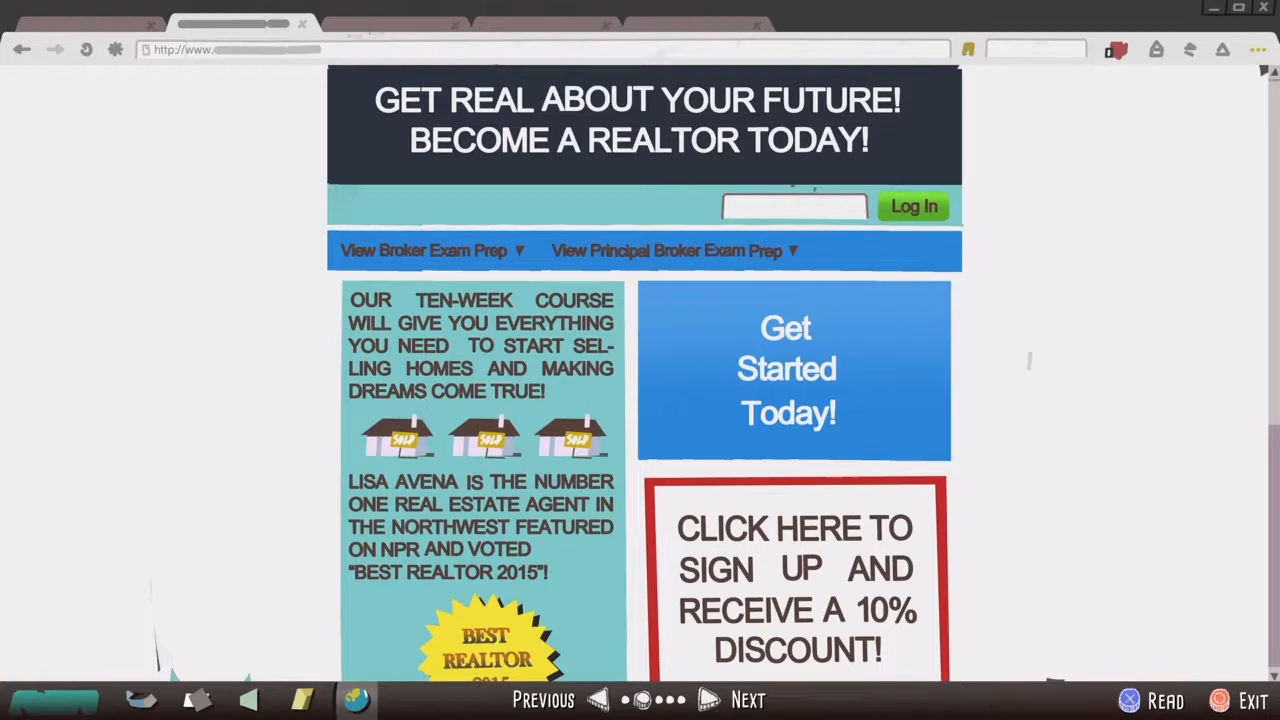 http://www.
GET REAL ABOUT YOUR FUTURE!
BECOME A REALTOR TODAY!
Log In
View Broker Exam Prep ▼ View Principal Broker Exam Prep ▼
OUR TEN-WEEK COURSE
WILL GIVE YOU EVERYTHING
YOU NEED TO START SEL-
LING HOMES AND MAKING
DREAMS COME TRUE!
SOLD SOLD SOLD
LISA AVENA IS THE NUMBER
ONE REAL ESTATE AGENT IN
THE NORTHWEST FEATURED
ON NPR AND VOTED
"BEST REALTOR 2015"!
BEST
REALTOR
2015
Get
Started
Today!
CLICK HERE TO
SIGN UP AND
RECEIVE A 10%
DISCOUNT!
PREVIOUS NEXT READ EXIT